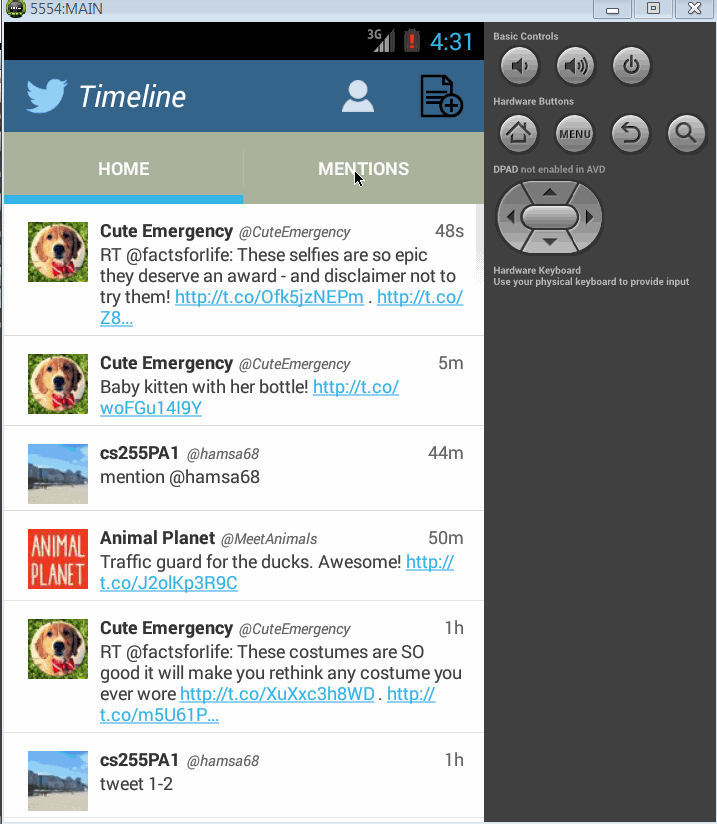 5554:MAIN
3G
4:31
Timeline
HOME
MENTIONS
Cute Emergency @CuteEmergency 48s
RT @factsforlife: These selfies are so epic
they deserve an award - and disclaimer not to
try them! http://t.co/Ofk5jzNEPm . http://t.co/
Z8...
Cute Emergency @CuteEmergency 5m
Baby kitten with her bottle! http://t.co/
woFGu14I9Y
cs255PA1 @hamsa68 44m
mention @hamsa68
ANIMAL
PLANET
Animal Planet @MeetAnimals 50m
Traffic guard for the ducks. Awesome! http://
t.co/J2olKp3R9C
Cute Emergency @CuteEmergency 1h
RT @factsforlife: These costumes are SO
good it will make you rethink any costume you
ever wore http://t.co/XuXxc3h8WD . http://
t.co/m5U61P...
cs255PA1 @hamsa68 1h
tweet 1-2
Basic Controls
Hardware Buttons
MENU
DPAD not enabled in AVD
Hardware Keyboard
Use your physical keyboard to provide input